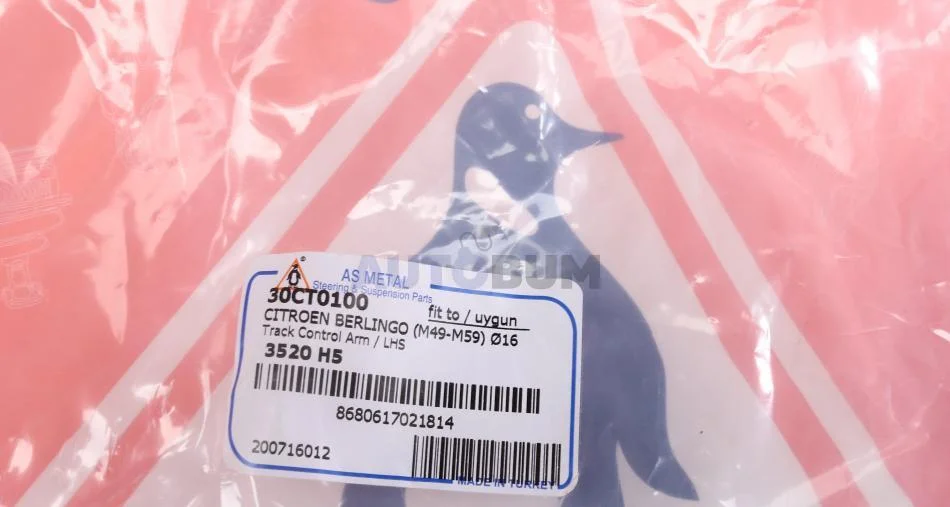 AS METAL
Steering & Suspension Parts
30CT0100
fit to / uygun
CITROEN BERLINGO (M49-M59) Ø16
Track Control Arm / LHS
3520 H5
8680617021814
200716012
MADE IN TURKEY
AUTOBUM